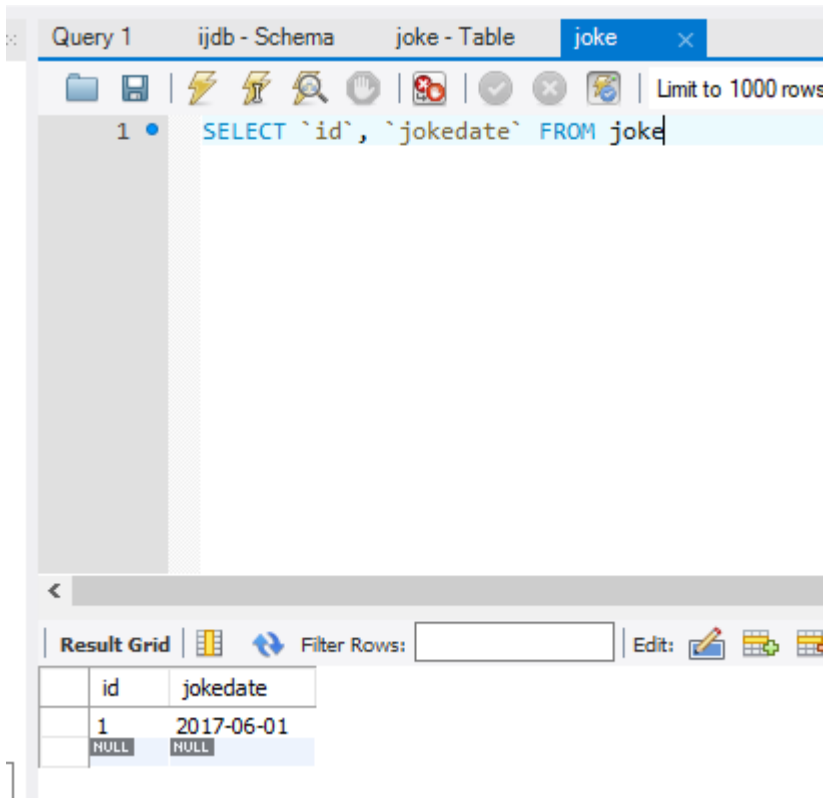 Query 1 ijdb - Schema joke - Table joke
Limit to 1000 rows
1 SELECT `id`, `jokedate` FROM joke
Result Grid Filter Rows: Edit:
id jokedate
1 2017-06-01
NULL NULL